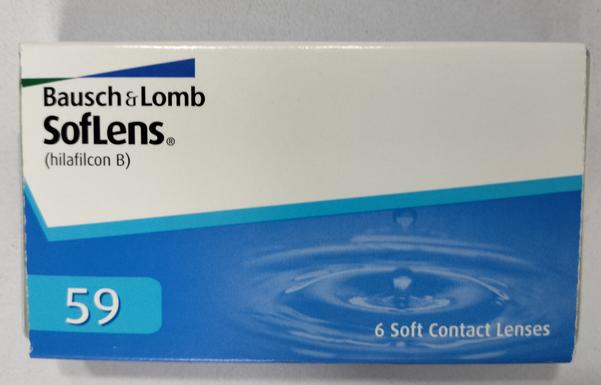 Bausch & Lomb
SofLens®
(hilafilcon B)
59
6 Soft Contact Lenses